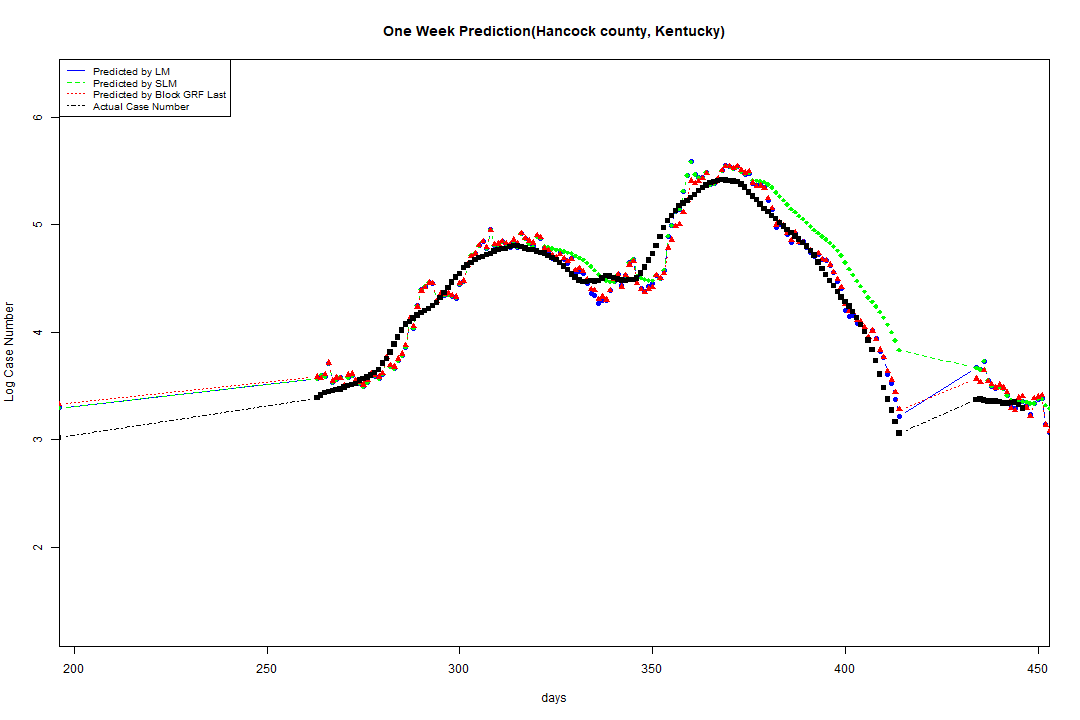 One Week Prediction(Hancock county, Kentucky)
Predicted by LM
Predicted by SLM
Predicted by Block GRF Last
Actual Case Number
6
5
4
3
2
Log Case Number
200 250 300 350 400 450
days